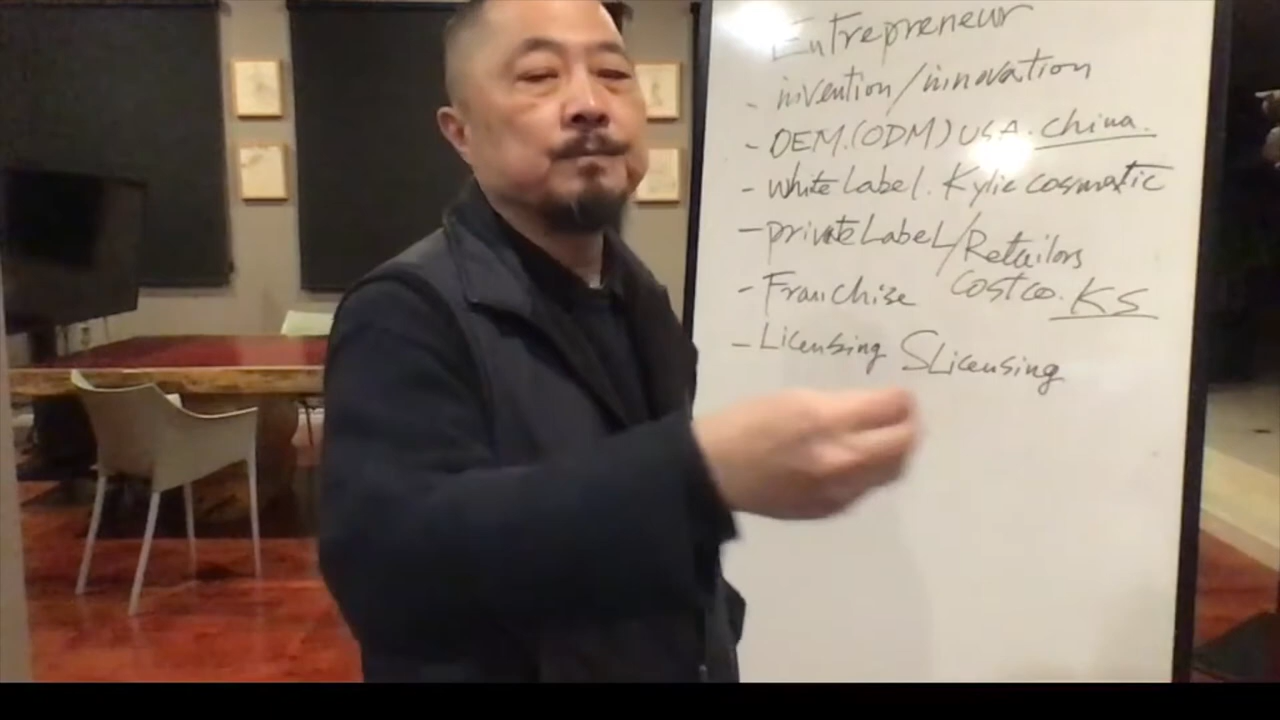 Entrepreneur
- invention/innovation
- OEM.(ODM) USA. China.
- White Label. Kylie cosmatic
- private Label/Retailors
- Franchise Costco. KS
- Licensing SLicensing